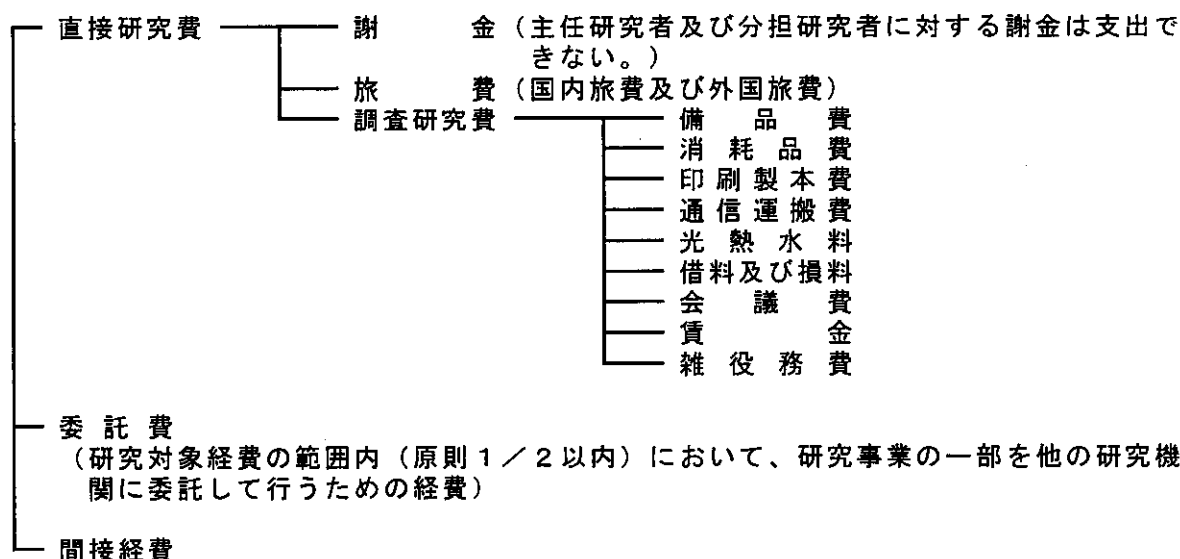 直接研究費 謝金（主任研究者及び分担研究者に対する謝金は支出で
きない。）
旅費（国内旅費及び外国旅費）
調査研究費 備品費
消耗品費
印刷製本費
通信運搬費
光熱水料
借料及び損料
会議費
賃金
雑役務費
委託費
（研究対象経費の範囲内（原則１／２以内）において、研究事業の一部を他の研究機
関に委託して行うための経費）
間接経費